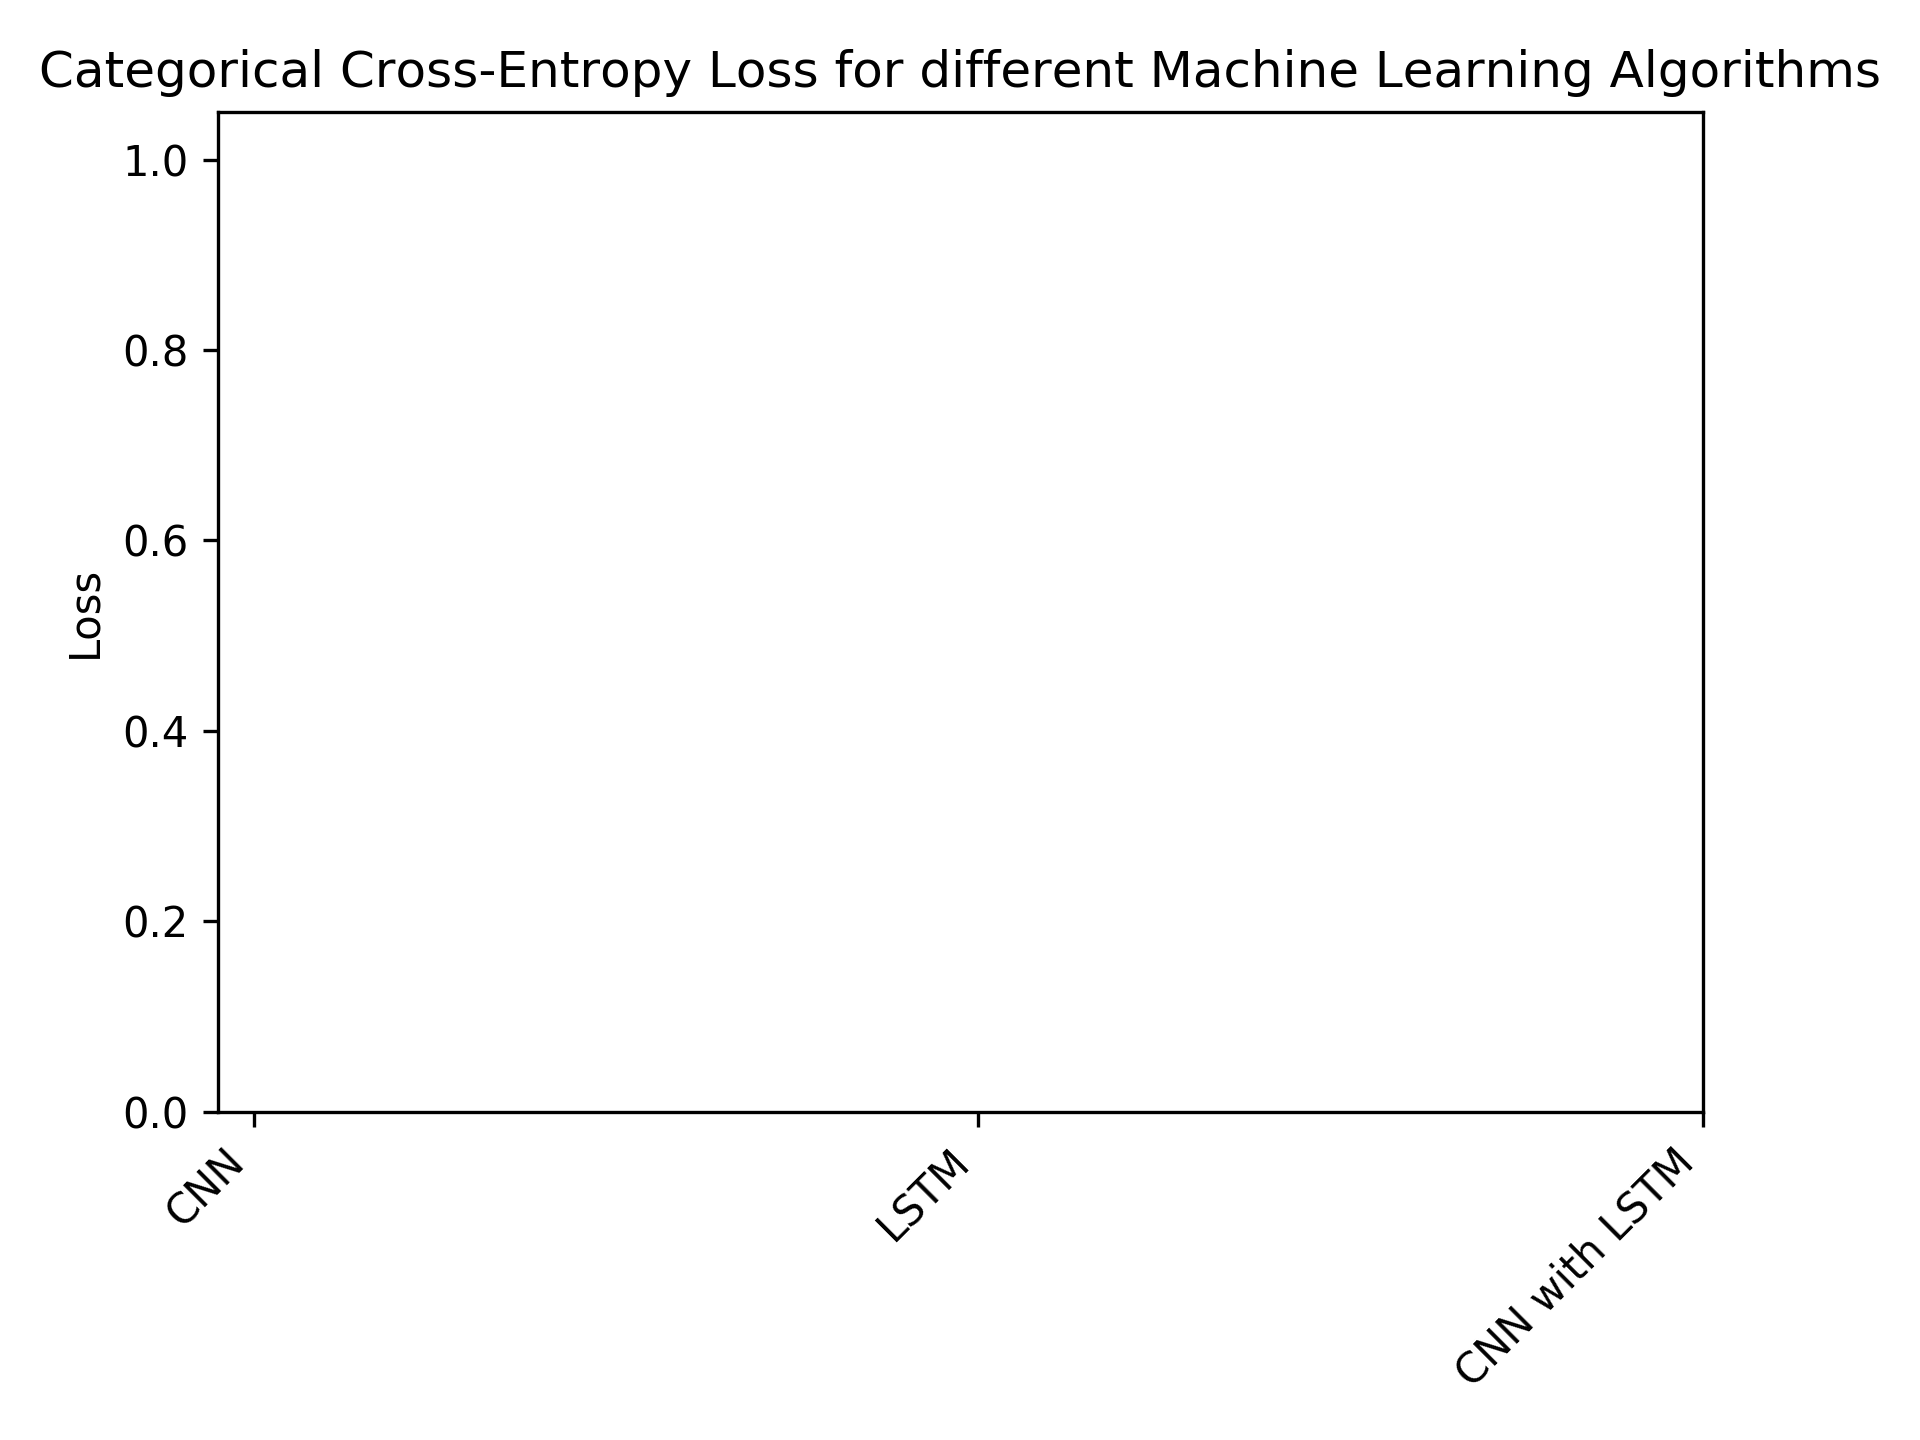 Categorical Cross-Entropy Loss for different Machine Learning Algorithms
1.0
0.8
0.6
0.4
0.2
0.0
Loss
CNN
LSTM
CNN with LSTM